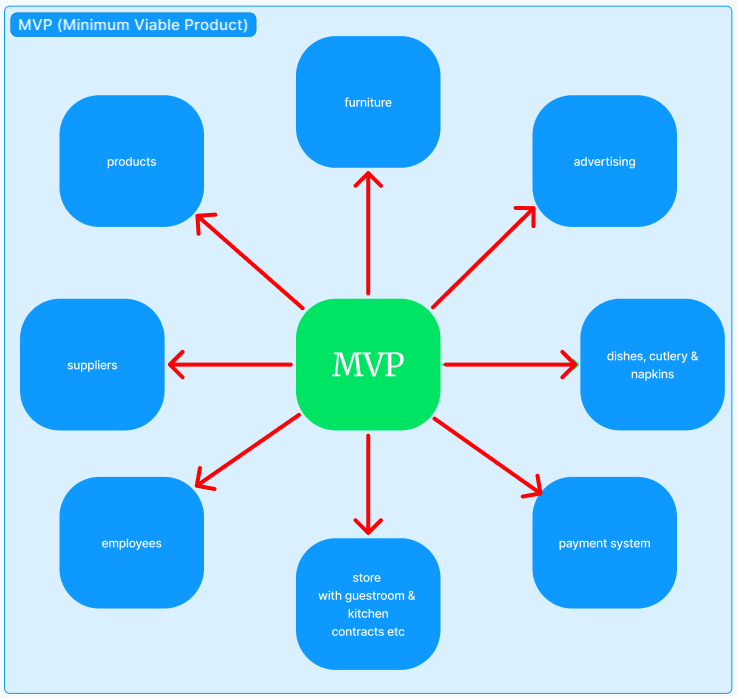 MVP (Minimum Viable Product)
furniture
products
advertising
MVP
suppliers
dishes, cutlery &
napkins
employees
payment system
store
with guestroom &
kitchen
contracts etc